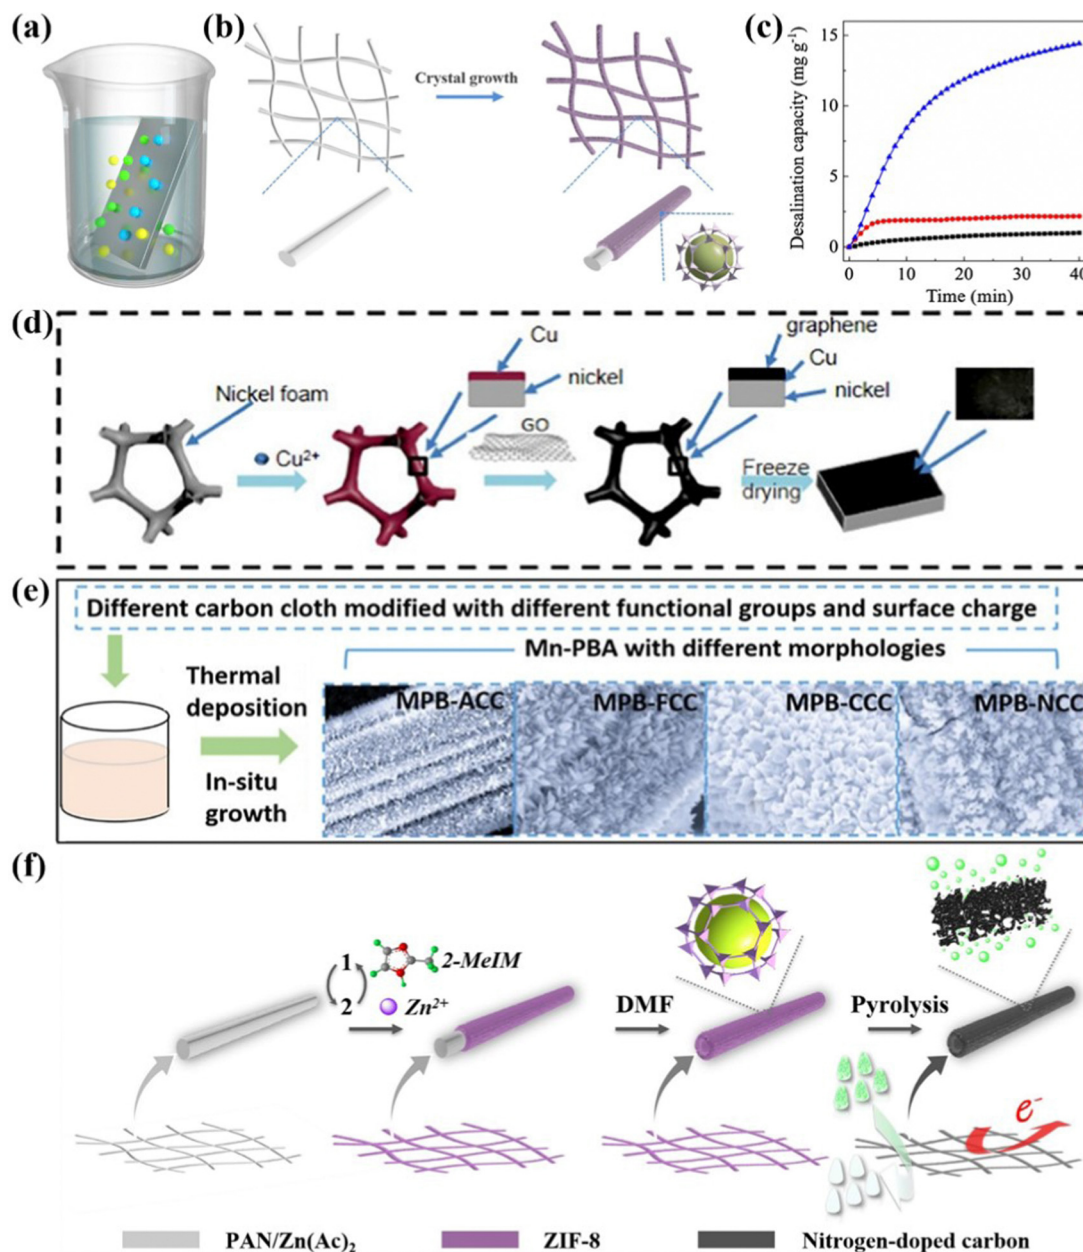 (a)
(b)
Crystal growth
(c)
Desalination capacity (mg g⁻¹)
15
10
5
0
0 10 20 30 40
Time (min)
(d)
Nickel foam
Cu²⁺
Cu
nickel
GO
graphene
Cu
nickel
Freeze
drying
(e)
Different carbon cloth modified with different functional groups and surface charge
Thermal
deposition
In-situ
growth
Mn-PBA with different morphologies
MPB-ACC
MPB-FCC
MPB-CCC
MPB-NCC
(f)
1
2
2-MeIM
Zn²⁺
DMF
Pyrolysis
e⁻
PAN/Zn(Ac)₂
ZIF-8
Nitrogen-doped carbon